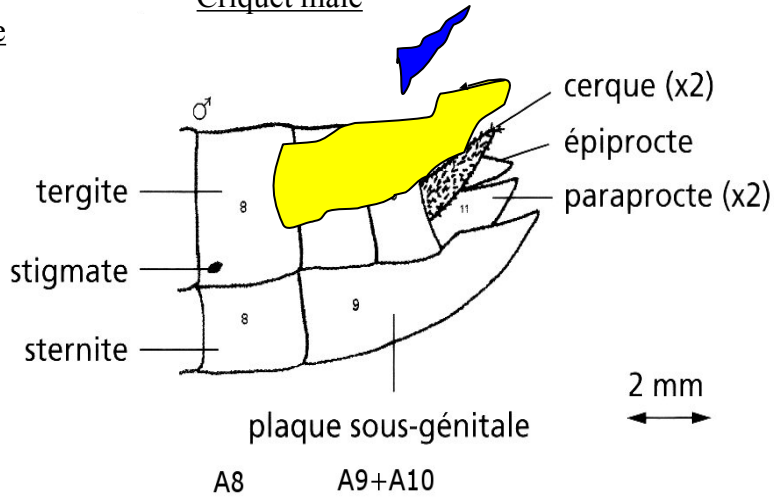 Criquet mâle
e
♂
cerque (x2)
épiprocte
tergite
8
paraprocte (x2)
11
stigmate
8
9
sternite
2 mm
plaque sous-génitale
A8 A9+A10